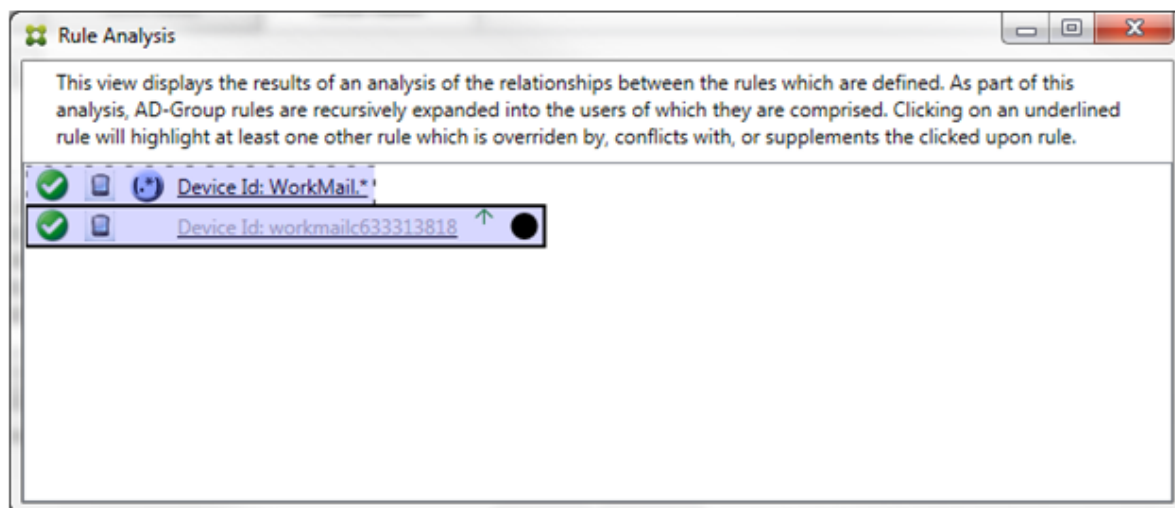 Rule Analysis
This view displays the results of an analysis of the relationships between the rules which are defined. As part of this
analysis, AD-Group rules are recursively expanded into the users of which they are comprised. Clicking on an underlined
rule will highlight at least one other rule which is overriden by, conflicts with, or supplements the clicked upon rule.
(.*) Device Id: WorkMail.*
Device Id: workmailc633313818